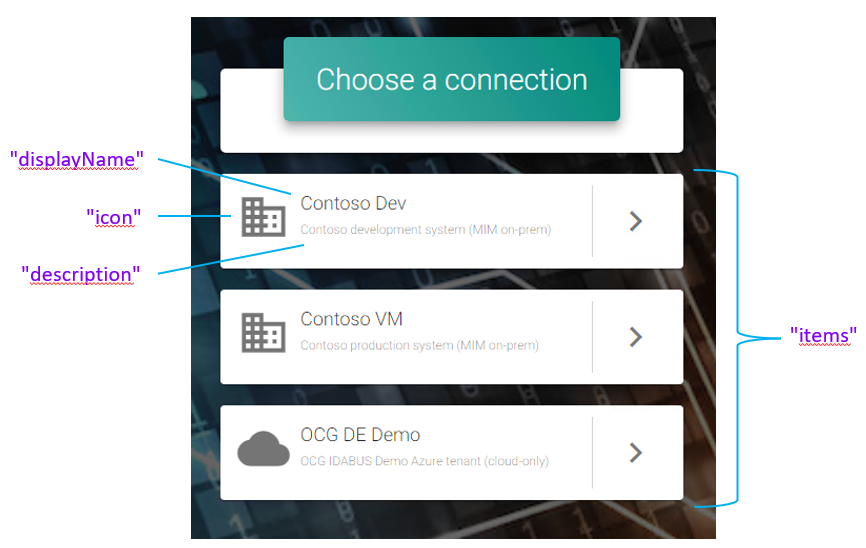 Choose a connection
"displayName"
"icon"
"description"
Contoso Dev
Contoso development system (MIM on-prem)
Contoso VM
Contoso production system (MIM on-prem)
OCG DE Demo
OCG IDABUS Demo Azure tenant (cloud-only)
"items"